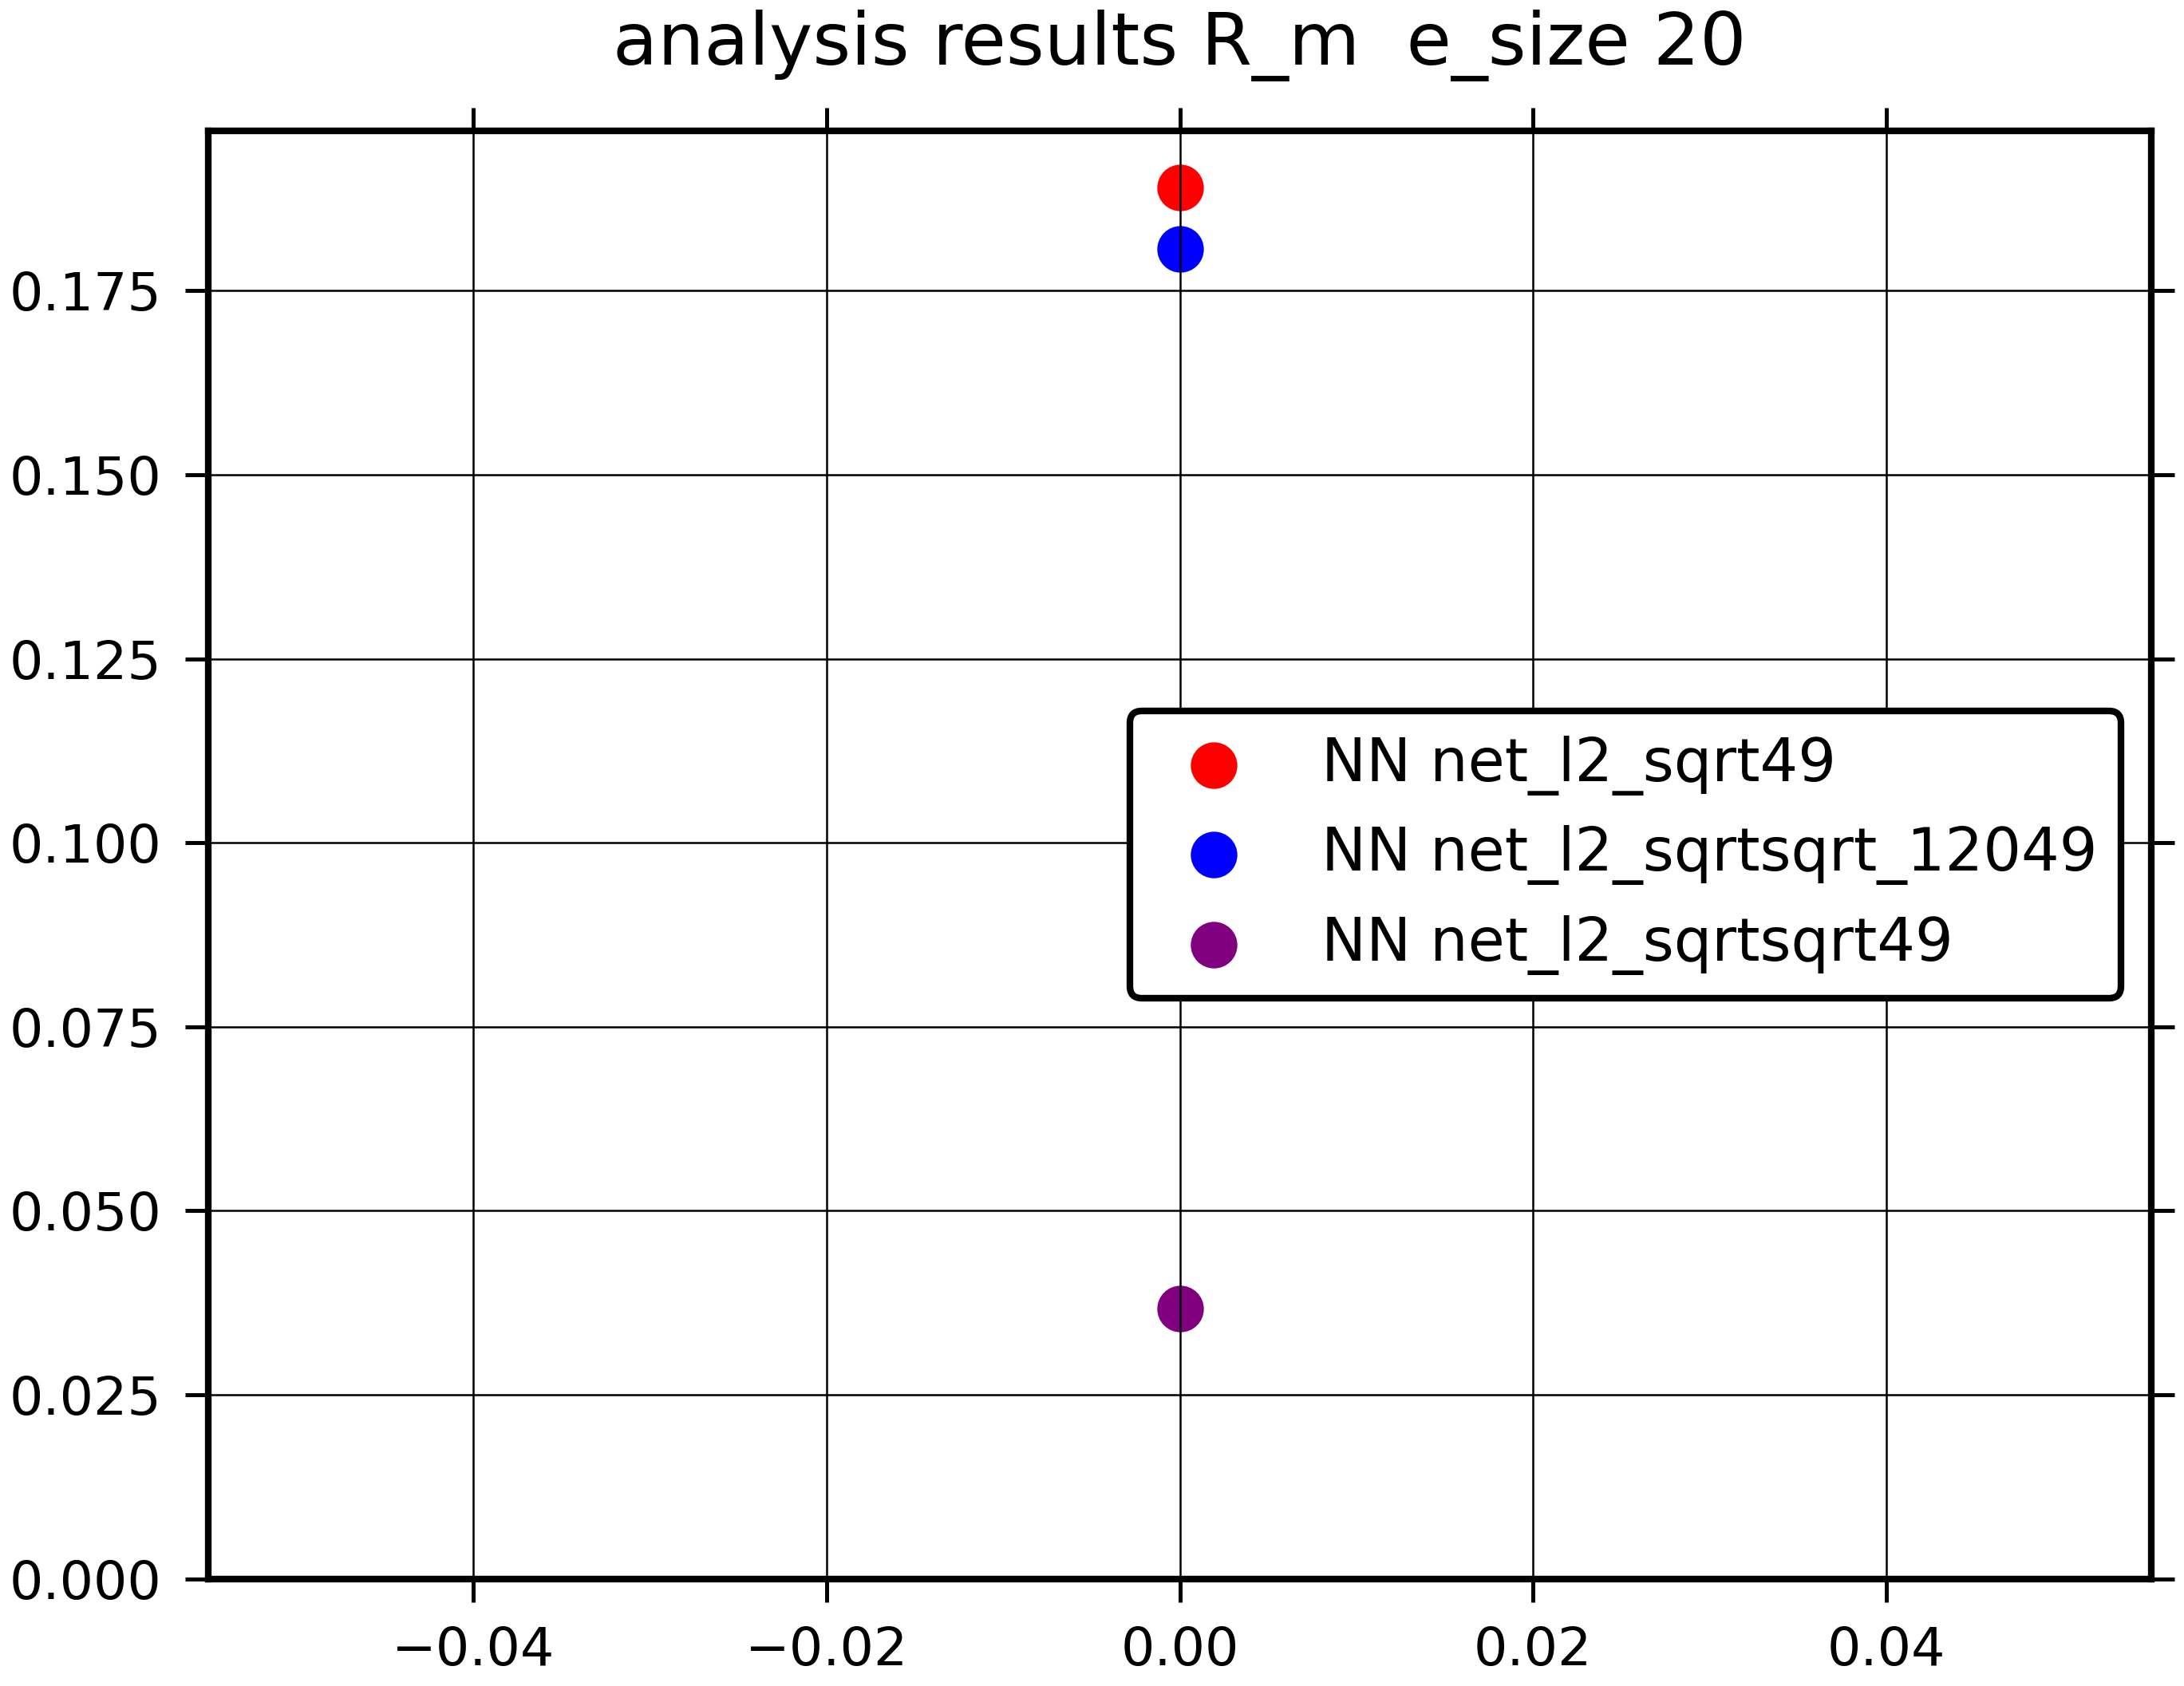 analysis results R_m  e_size 20
0.175
0.150
0.125
0.100
0.075
0.050
0.025
0.000
NN net_l2_sqrt49
NN net_l2_sqrtsqrt_12049
NN net_l2_sqrtsqrt49
−0.04 −0.02 0.00 0.02 0.04